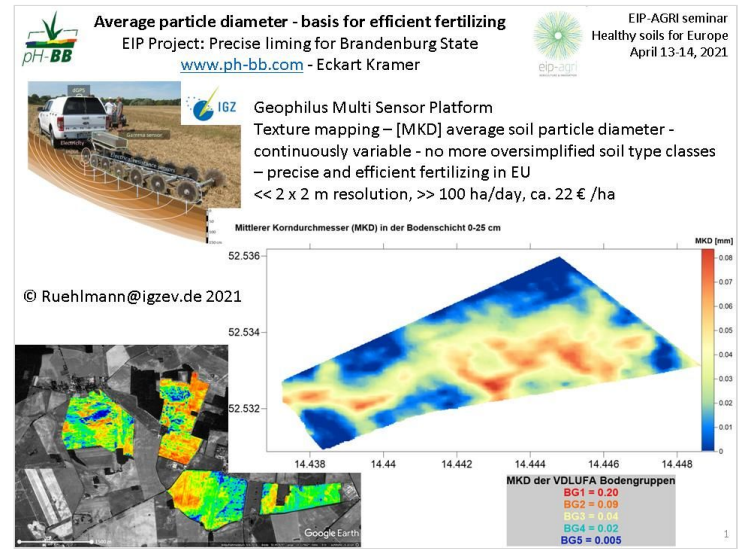 Average particle diameter - basis for efficient fertilizing
EIP Project: Precise liming for Brandenburg State
www.ph-bb.com - Eckart Kramer
pH-BB
eip-agri
EIP-AGRI seminar
Healthy soils for Europe
April 13-14, 2021
dGPS
Gamma sensor
Electricity
IGZ
Geophilus Multi Sensor Platform
Texture mapping – [MKD] average soil particle diameter -
continuously variable - no more oversimplified soil type classes
– precise and efficient fertilizing in EU
<< 2 x 2 m resolution, >> 100 ha/day, ca. 22 € /ha
Mittlerer Korndurchmesser (MKD) in der Bodenschicht 0-25 cm
MKD [mm]
52.536
52.534
52.532
0.08
0.07
0.06
0.05
0.04
0.03
0.02
0.01
0
14.438
14.44
14.442
14.444
14.446
14.448
© Ruehlmann@igzev.de 2021
Google Earth
MKD der VDLUFA Bodengruppen
BG1 = 0.20
BG2 = 0.09
BG3 = 0.04
BG4 = 0.02
BG5 = 0.005
1